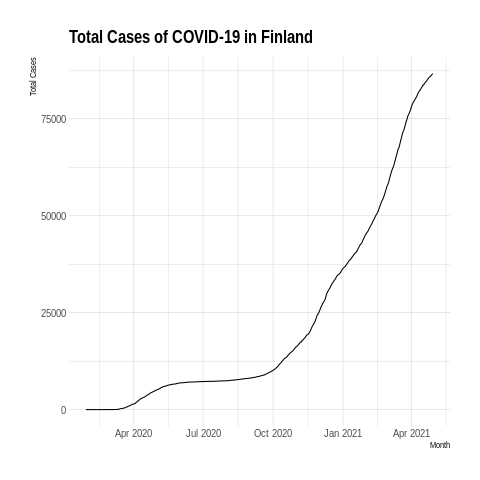 Total Cases of COVID-19 in Finland
Total Cases
75000
50000
25000
0
Apr 2020 Jul 2020 Oct 2020 Jan 2021 Apr 2021
Month